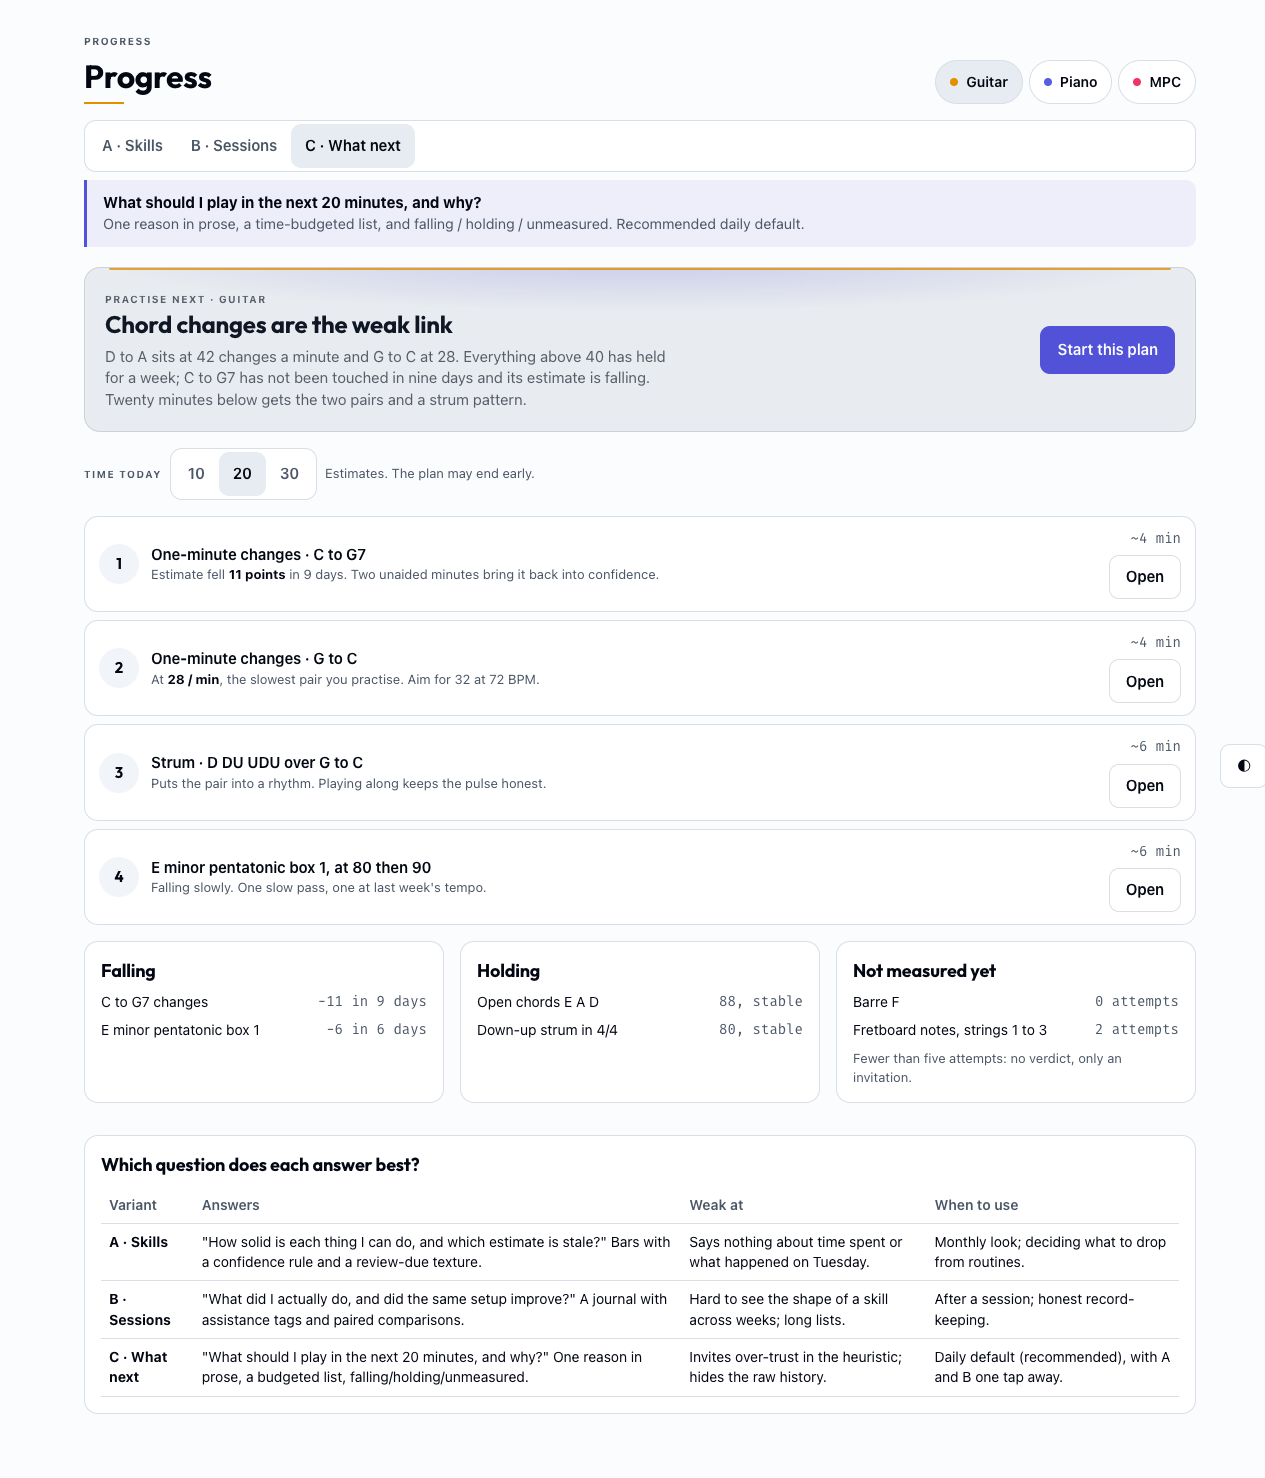 PROGRESS
Progress
Guitar
Piano
MPC
A · Skills
B · Sessions
C · What next
What should I play in the next 20 minutes, and why?
One reason in prose, a time-budgeted list, and falling / holding / unmeasured. Recommended daily default.
PRACTISE NEXT · GUITAR
Chord changes are the weak link
D to A sits at 42 changes a minute and G to C at 28. Everything above 40 has held
for a week; C to G7 has not been touched in nine days and its estimate is falling.
Twenty minutes below gets the two pairs and a strum pattern.
Start this plan
TIME TODAY
10
20
30
Estimates. The plan may end early.
1
One-minute changes · C to G7
Estimate fell 11 points in 9 days. Two unaided minutes bring it back into confidence.
~4 min
Open
2
One-minute changes · G to C
At 28 / min, the slowest pair you practise. Aim for 32 at 72 BPM.
~4 min
Open
3
Strum · D DU UDU over G to C
Puts the pair into a rhythm. Playing along keeps the pulse honest.
~6 min
Open
4
E minor pentatonic box 1, at 80 then 90
Falling slowly. One slow pass, one at last week's tempo.
~6 min
Open
Falling
C to G7 changes
-11 in 9 days
E minor pentatonic box 1
-6 in 6 days
Holding
Open chords E A D
88, stable
Down-up strum in 4/4
80, stable
Not measured yet
Barre F
0 attempts
Fretboard notes, strings 1 to 3
2 attempts
Fewer than five attempts: no verdict, only an
invitation.
Which question does each answer best?
Variant
Answers
Weak at
When to use
A · Skills
"How solid is each thing I can do, and which estimate is stale?" Bars with
a confidence rule and a review-due texture.
Says nothing about time spent or
what happened on Tuesday.
Monthly look; deciding what to drop
from routines.
B ·
Sessions
"What did I actually do, and did the same setup improve?" A journal with
assistance tags and paired comparisons.
Hard to see the shape of a skill
across weeks; long lists.
After a session; honest record-
keeping.
C · What
next
"What should I play in the next 20 minutes, and why?" One reason in
prose, a budgeted list, falling/holding/unmeasured.
Invites over-trust in the heuristic;
hides the raw history.
Daily default (recommended), with A
and B one tap away.